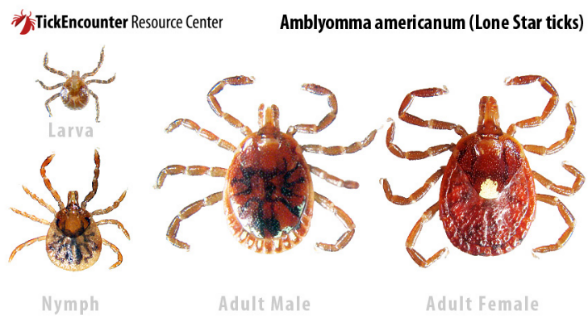 TickEncounter Resource Center
Amblyomma americanum (Lone Star ticks)
Larva
Nymph
Adult Male
Adult Female